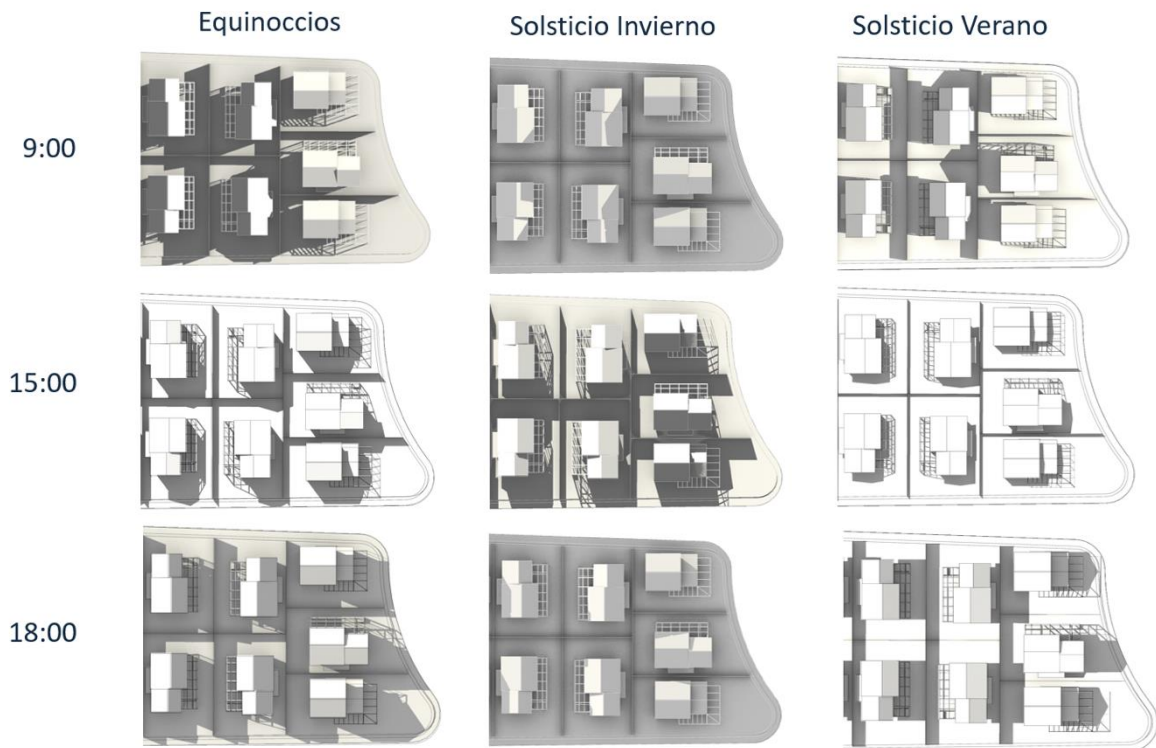 Equinoccios
Solsticio Invierno
Solsticio Verano
9:00
15:00
18:00